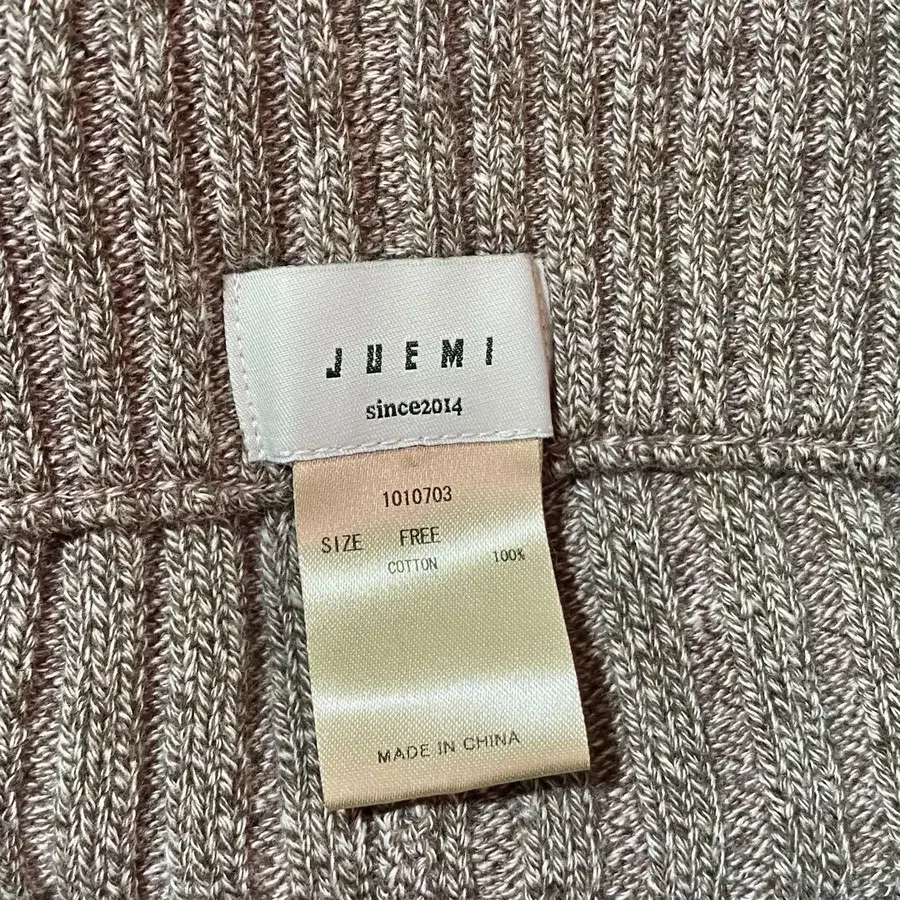 JUEMI
since2014
1010703
SIZE FREE
COTTON 100%
MADE IN CHINA